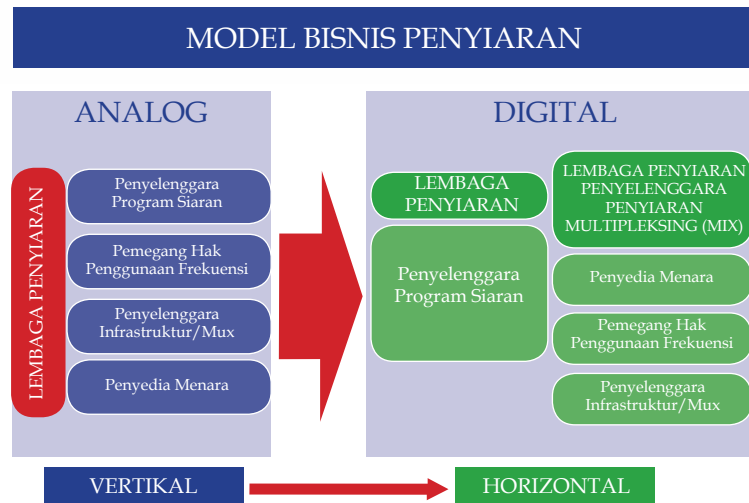 MODEL BISNIS PENYIARAN
ANALOG
LEMBAGA PENYIARAN
Penyelenggara
Program Siaran
Pemegang Hak
Penggunaan Frekuensi
Penyelenggara
Infrastruktur/Mux
Penyedia Menara
DIGITAL
LEMBAGA
PENYIARAN
Penyelenggara
Program Siaran
LEMBAGA PENYIARAN
PENYELENGGARA
PENYIARAN
MULTIPLEKSING (MIX)
Penyedia Menara
Pemegang Hak
Penggunaan Frekuensi
Penyelenggara
Infrastruktur/Mux
VERTIKAL
HORIZONTAL